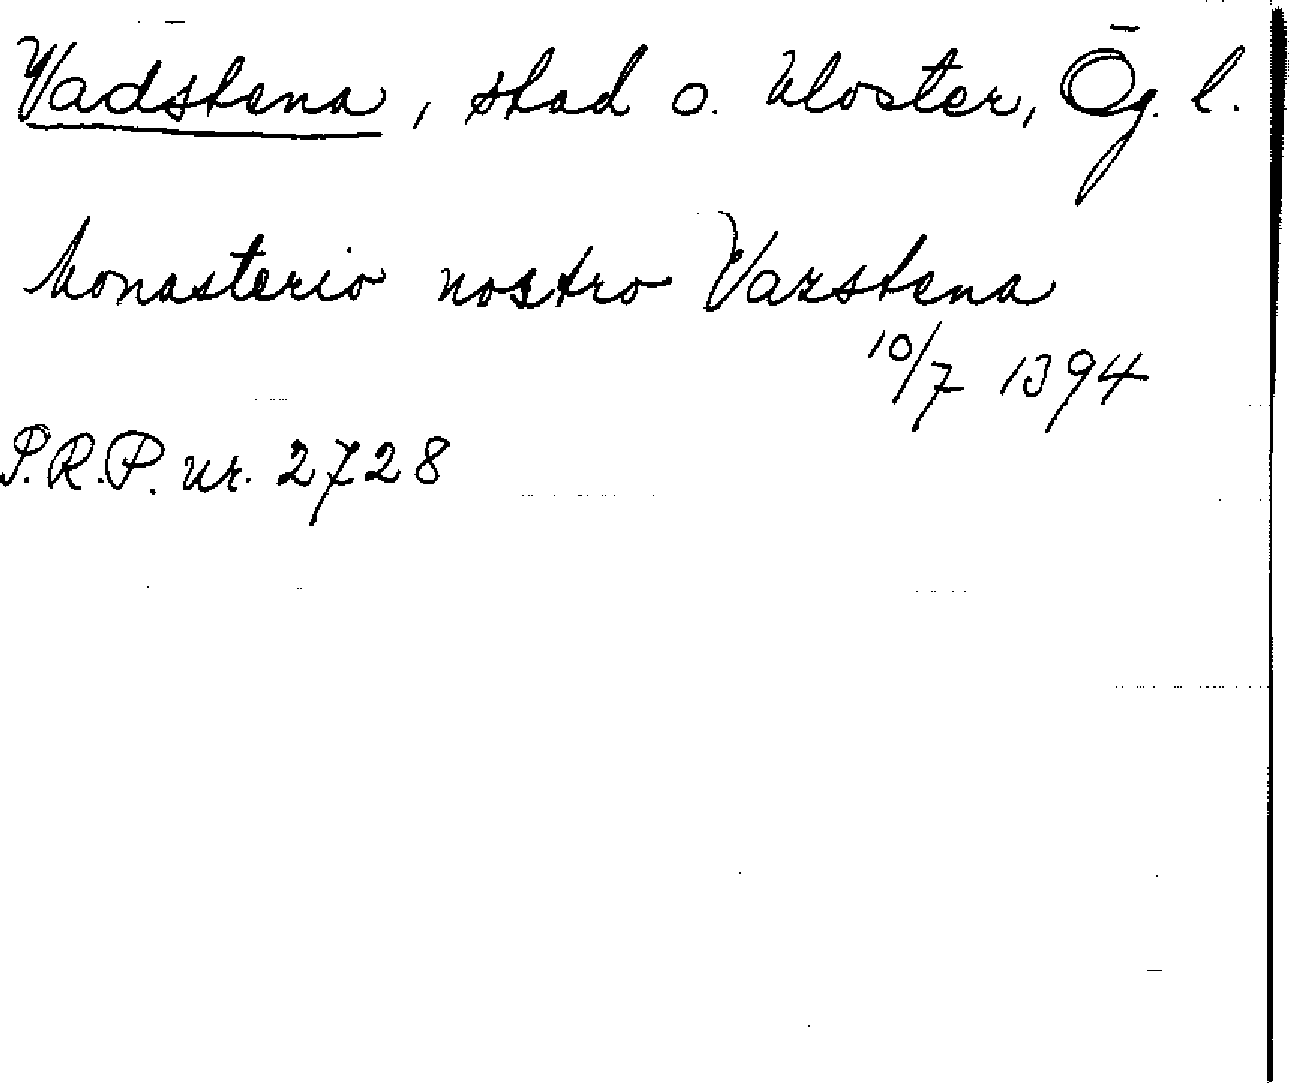 Vadstena, stad o. kloster, Ög. l.
monasterio nostro Vazstena
10/7 1394
S.R.P. nr. 2728